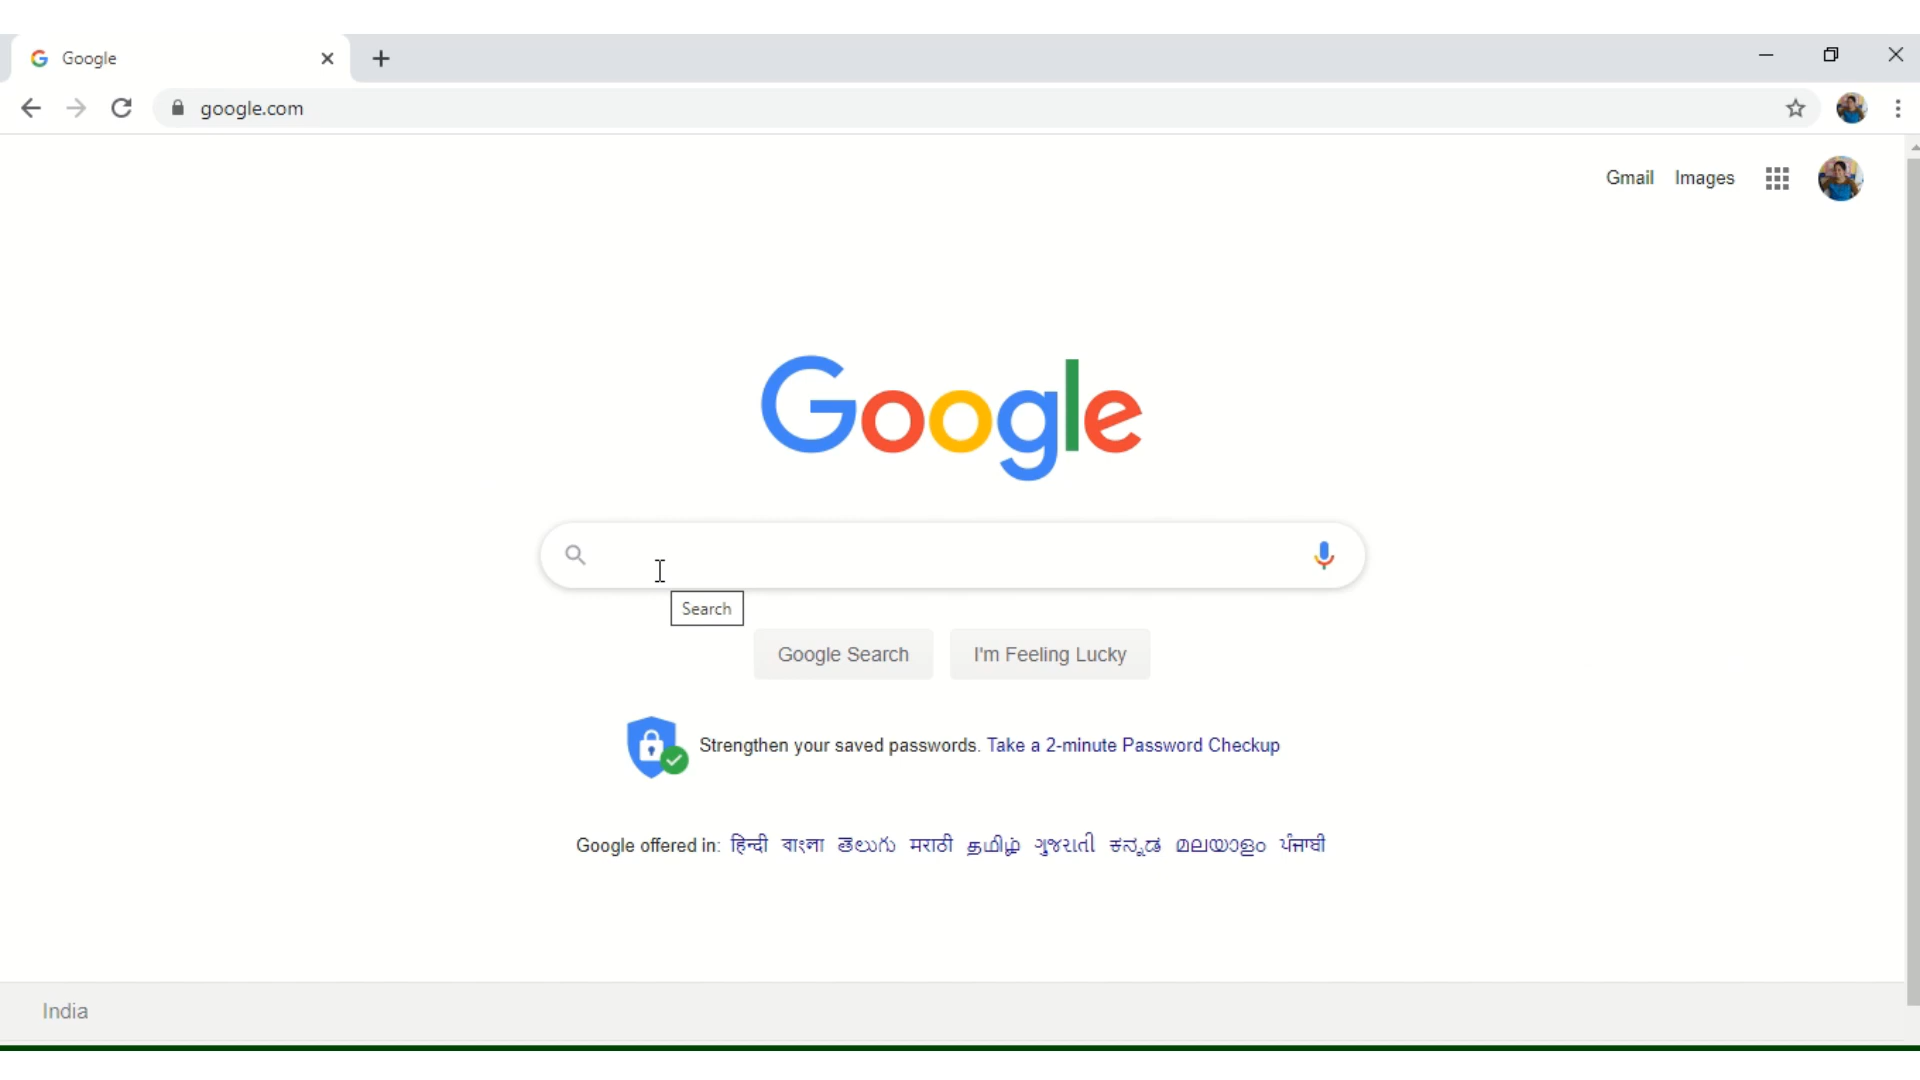 Google
google.com
Gmail Images
Google
Search
Google Search I'm Feeling Lucky
Strengthen your saved passwords. Take a 2-minute Password Checkup
Google offered in: हिन्दी বাংলা తెలుగు मराठी தமிழ் ગુજરાતી ಕನ್ನಡ മലയാളം ਪੰਜਾਬੀ
India